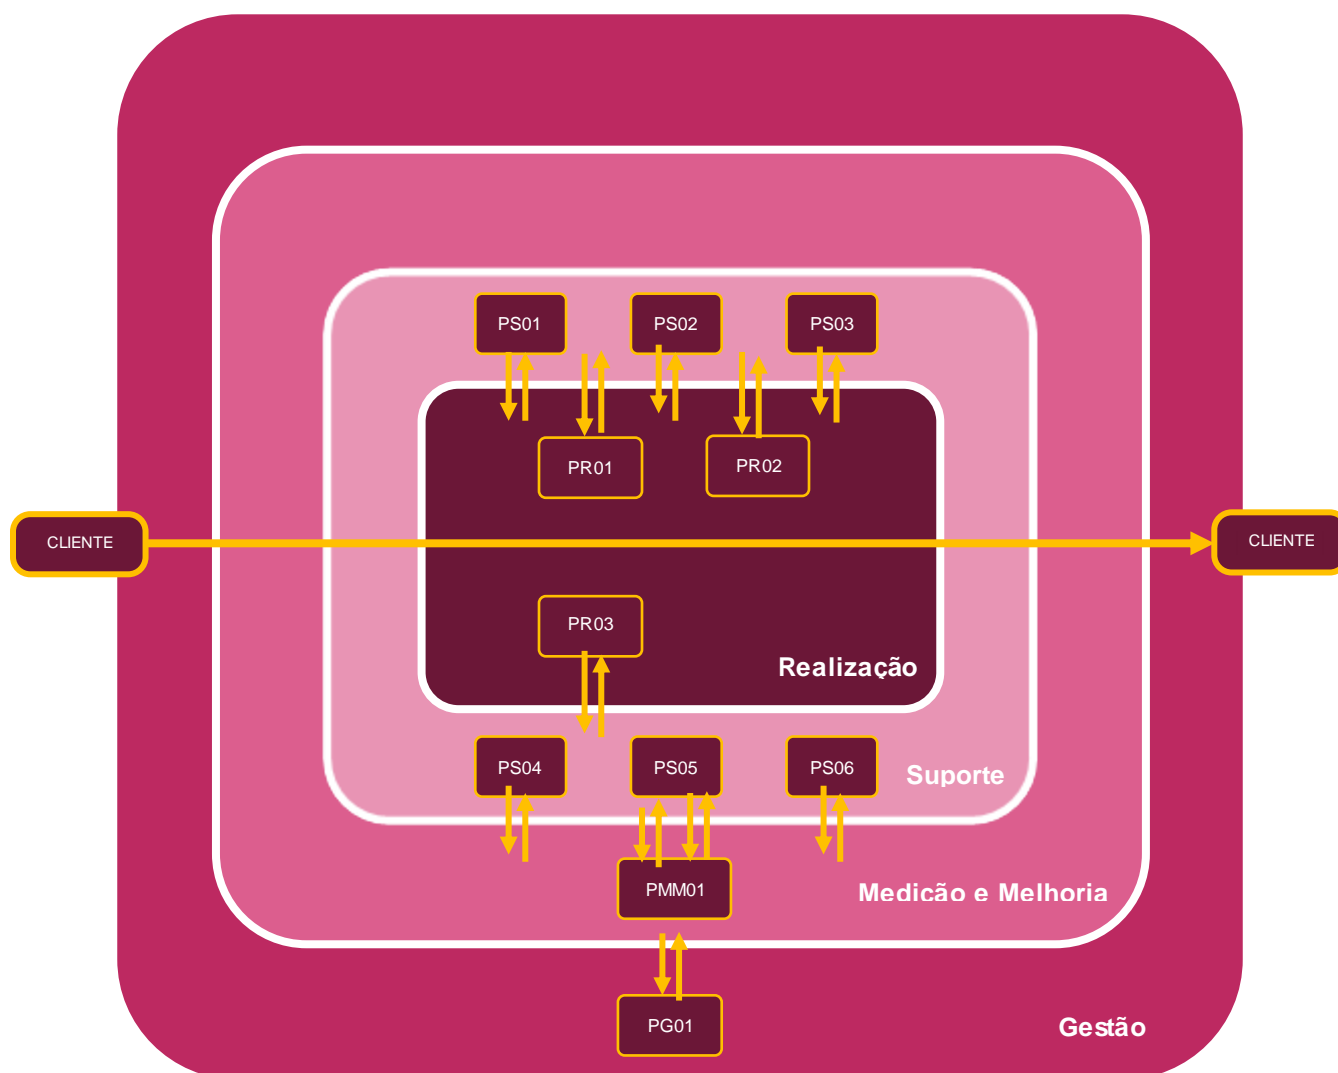 PS01
PS02
PS03
PR01
PR02
CLIENTE
CLIENTE
PR03
Realização
PS04
PS05
PS06
Suporte
PMM01
Medição e Melhoria
PG01
Gestão